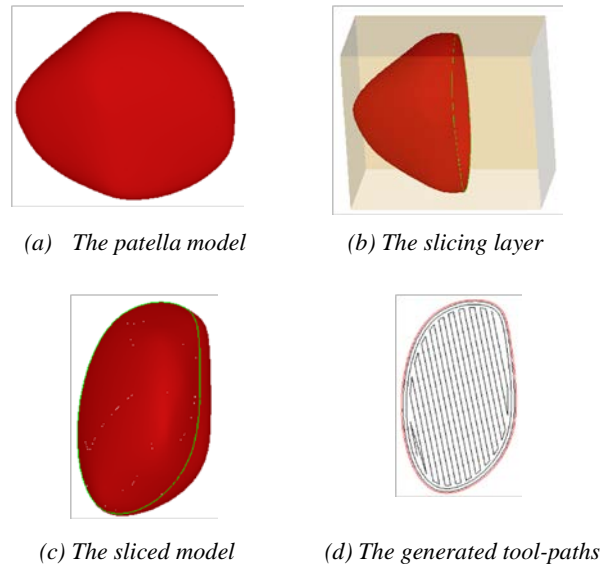 (a) The patella model
(b) The slicing layer
(c) The sliced model
(d) The generated tool-paths